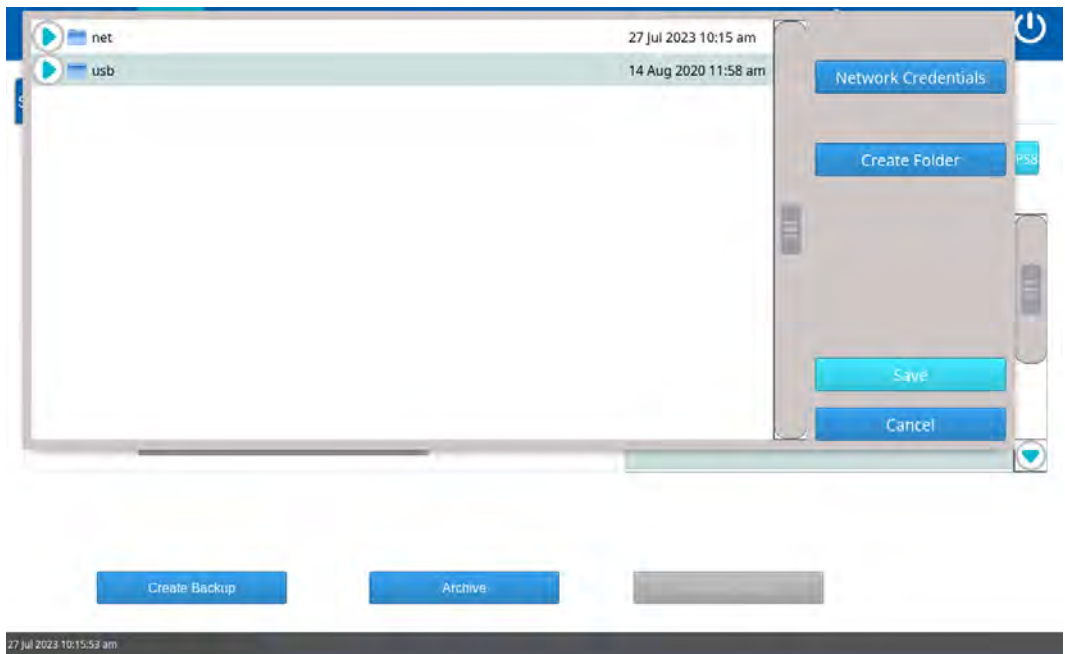 net 27 Jul 2023 10:15 am
usb 14 Aug 2020 11:58 am
Network Credentials
Create Folder
PS8
Save
Cancel
Create Backup Archive
27 Jul 2023 10:15:53 am